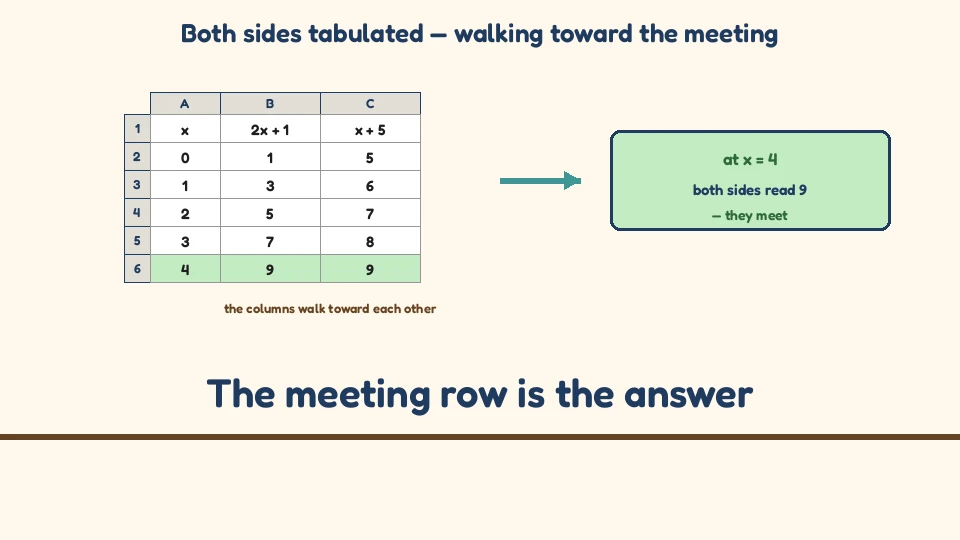 Both sides tabulated — walking toward the meeting
A B C
1 x 2x + 1 x + 5
2 0 1 5
3 1 3 6
4 2 5 7
5 3 7 8
6 4 9 9
the columns walk toward each other
at x = 4
both sides read 9
— they meet
The meeting row is the answer